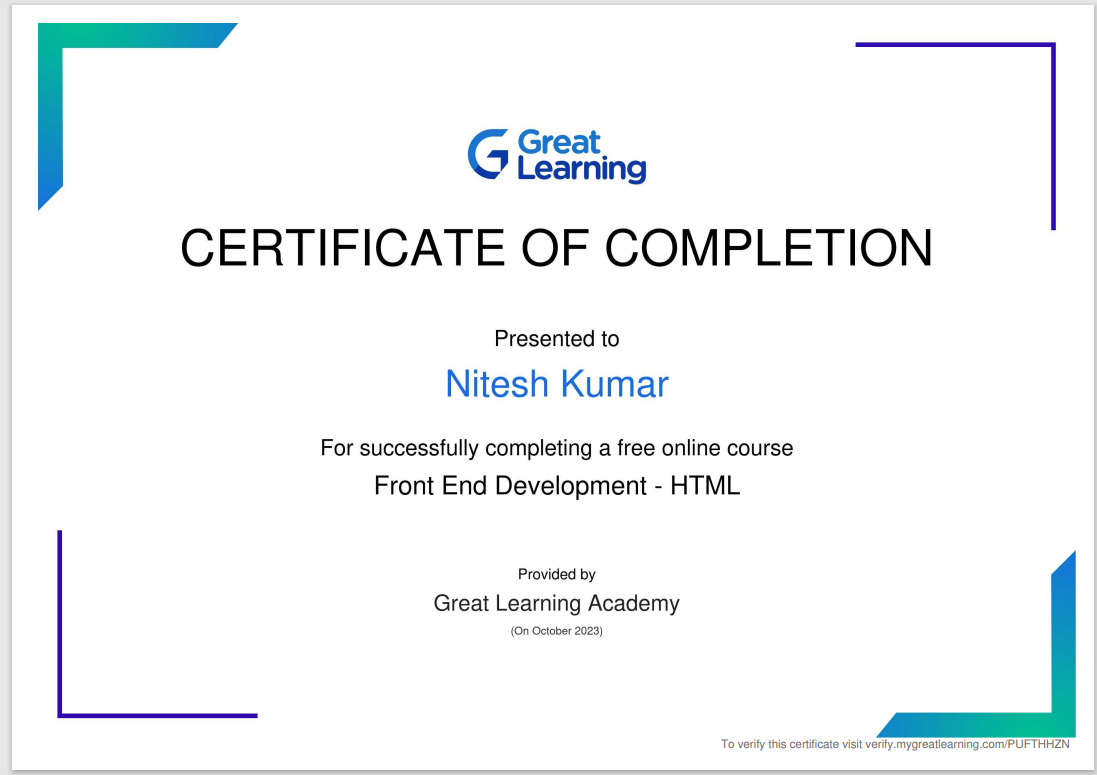 Great
Learning
CERTIFICATE OF COMPLETION
Presented to
Nitesh Kumar
For successfully completing a free online course
Front End Development - HTML
Provided by
Great Learning Academy
(On October 2023)
To verify this certificate visit verify.mygreatlearning.com/PUFTHHZN